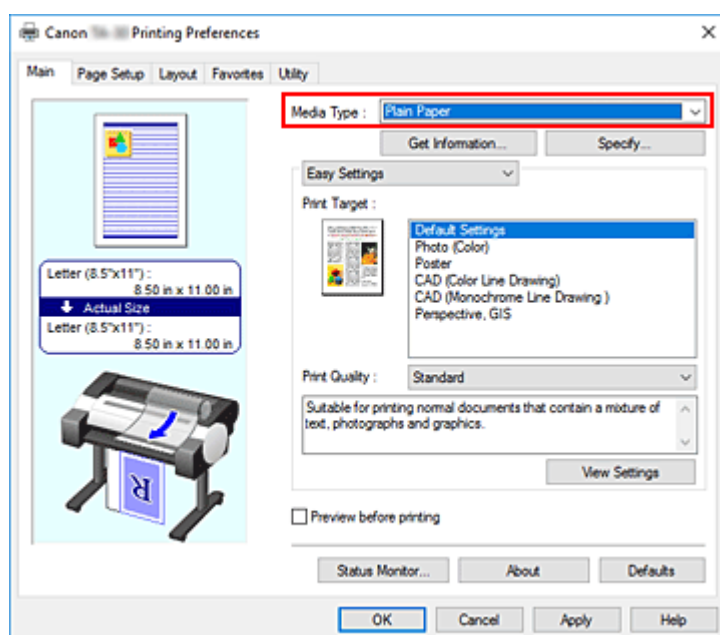 Canon Printing Preferences
Main Page Setup Layout Favorites Utility
Media Type : Plain Paper
Get Information... Specify...
Easy Settings
Print Target :
Default Settings
Photo (Color)
Poster
CAD (Color Line Drawing)
CAD (Monochrome Line Drawing )
Perspective, GIS
Letter (8.5"x11") :
8.50 in x 11.00 in
Actual Size
Letter (8.5"x11") :
8.50 in x 11.00 in
Print Quality : Standard
Suitable for printing normal documents that contain a mixture of
text, photographs and graphics.
R
View Settings
Preview before printing
Status Monitor... About Defaults
OK Cancel Apply Help